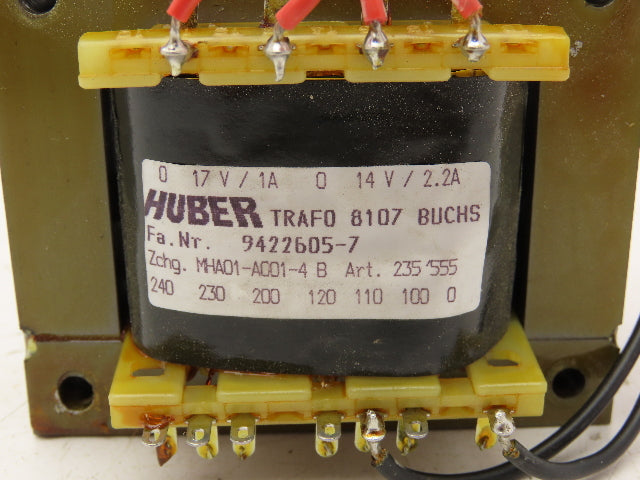 0 17 V / 1A 0 14 V / 2.2A
HUBER TRAFO 8107 BUCHS
Fa.Nr. 9422605-7
Zchg. MHA01-AC01-4 B Art. 235/555
240 230 200 120 110 100 0